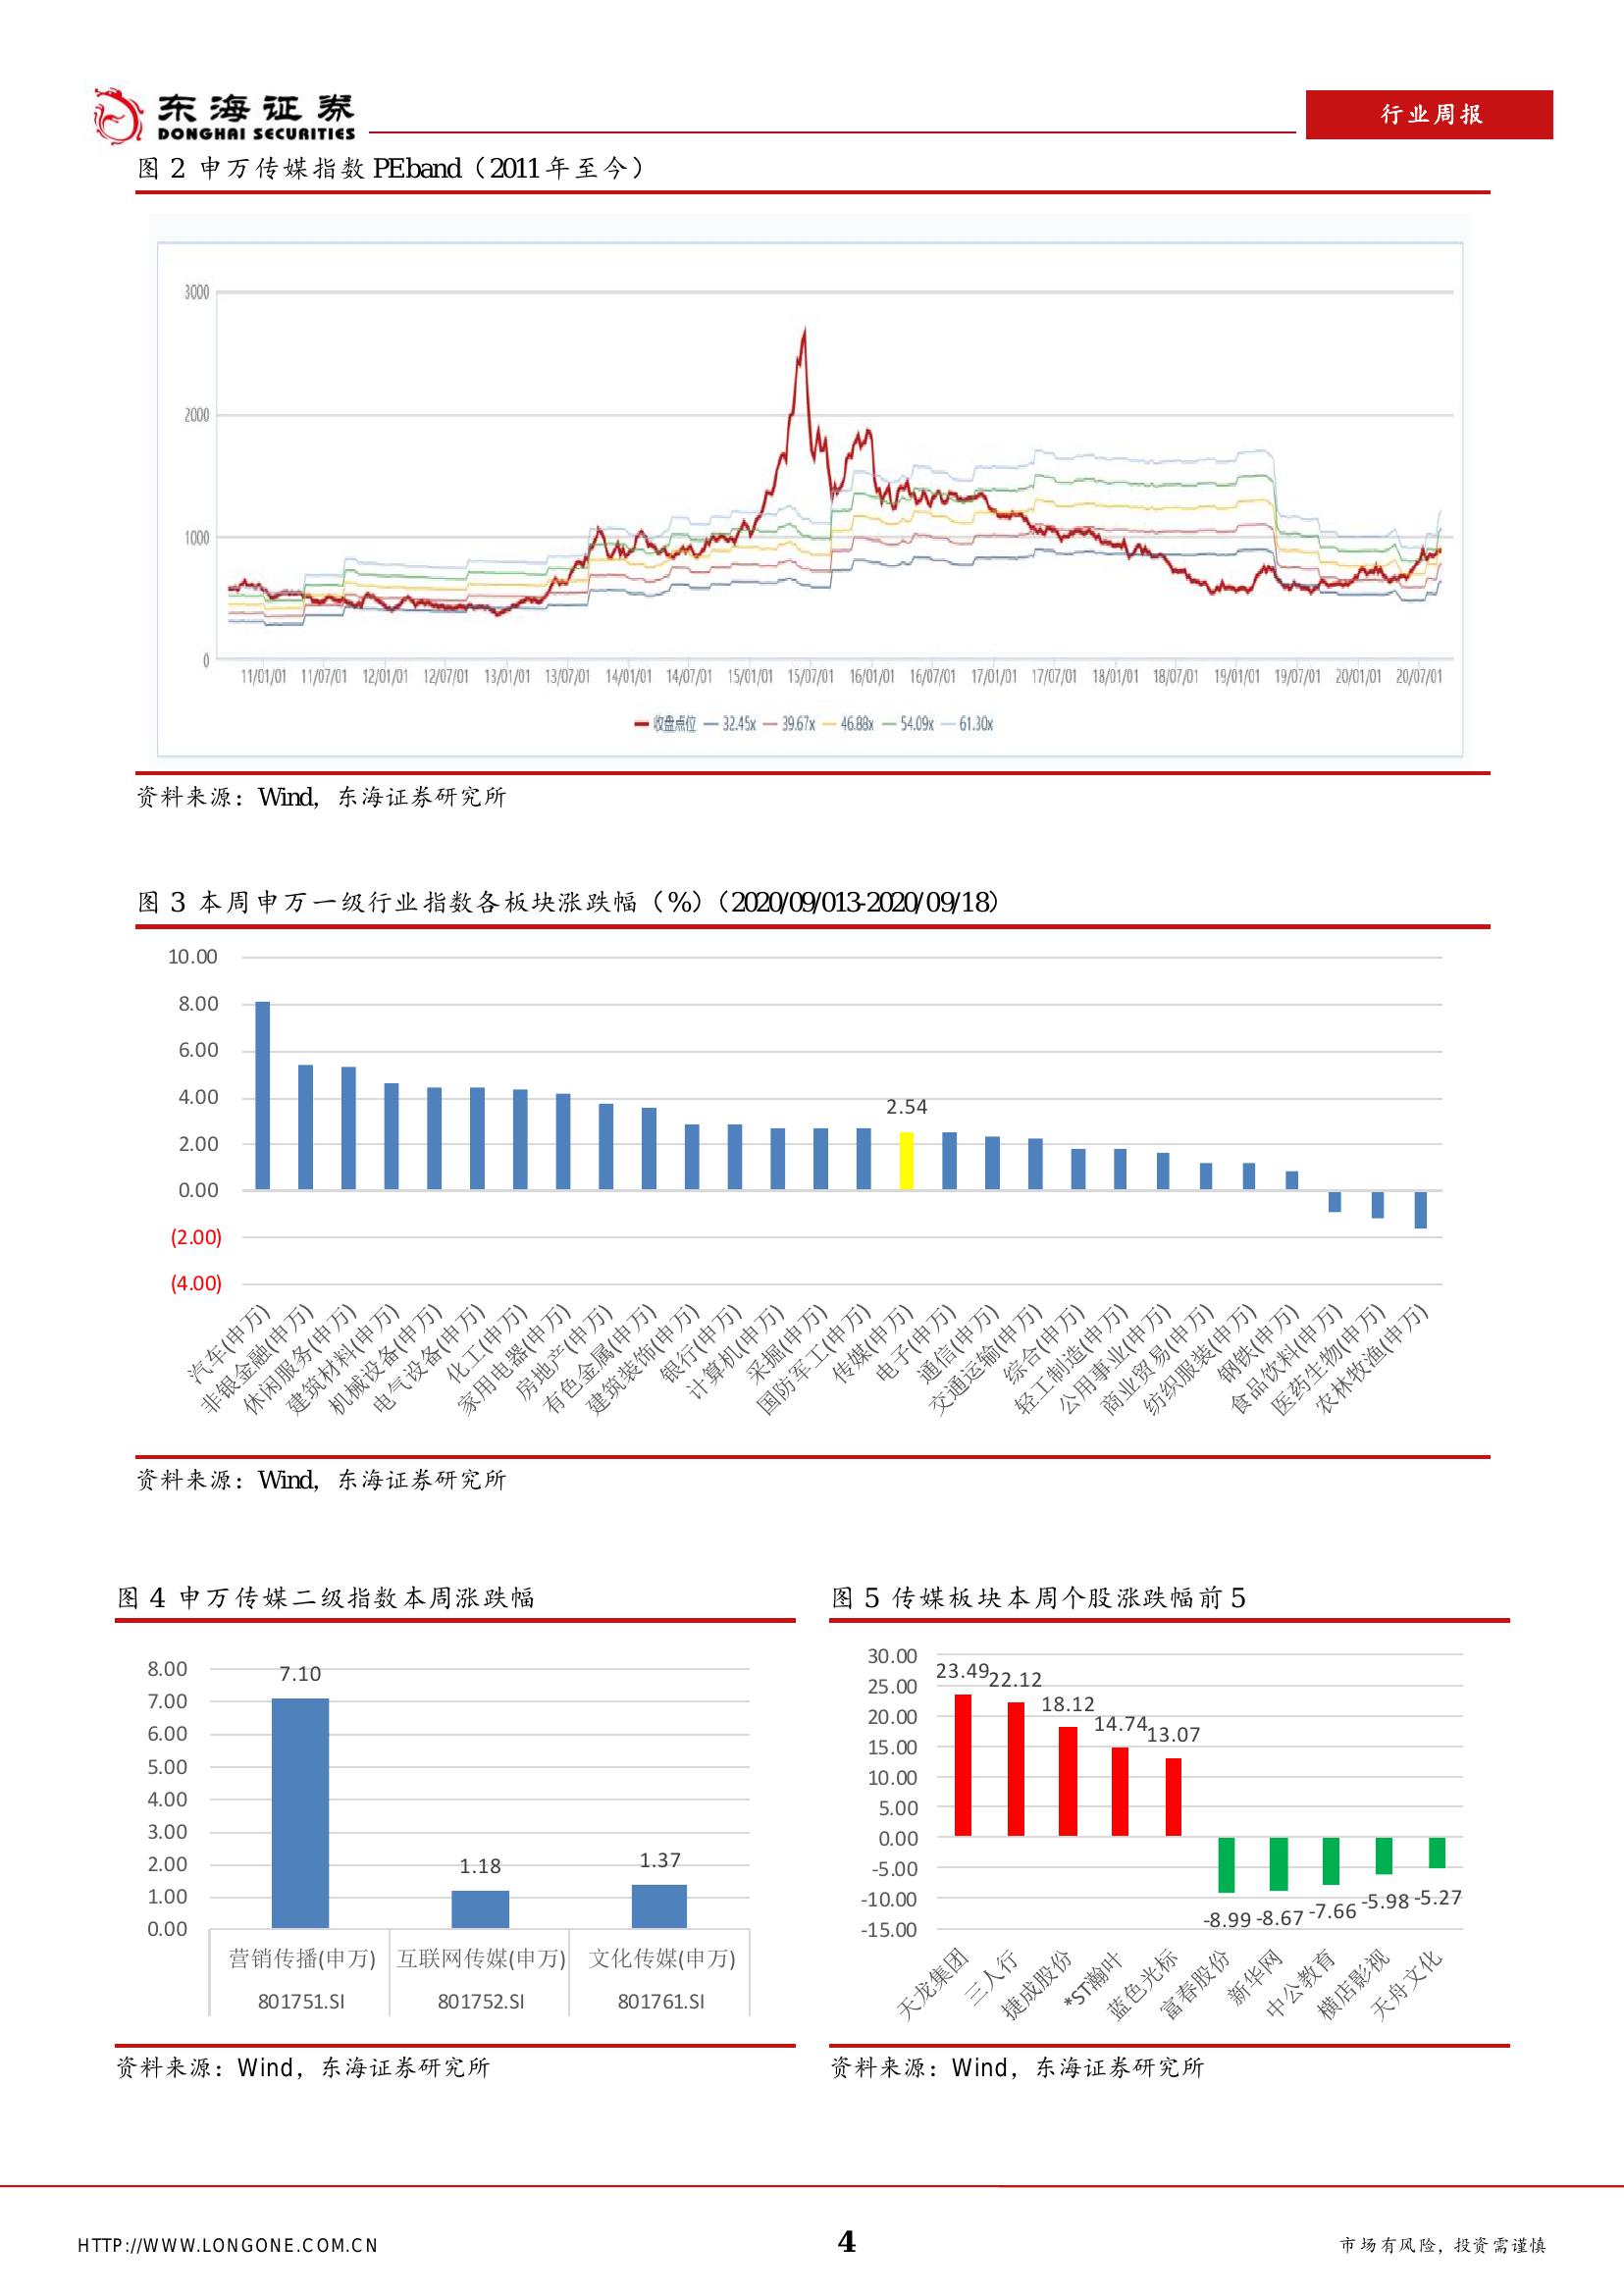 东海证券
DONGHAI SECURITIES
行业周报
图 2 申万传媒指数 PEband（2011 年至今）
3000
2000
1000
0
11/01/01 11/07/01 12/01/01 12/07/01 13/01/01 13/07/01 14/01/01 14/07/01 15/01/01 15/07/01 16/01/01 16/07/01 17/01/01 17/07/01 18/01/01 18/07/01 19/01/01 19/07/01 20/01/01 20/07/01
收盘点位 32.45x 39.67x 46.88x 54.09x 61.30x
资料来源：Wind，东海证券研究所
图 3 本周申万一级行业指数各板块涨跌幅（%）（2020/09/013-2020/09/18）
10.00
8.00
6.00
4.00
2.00
0.00
(2.00)
(4.00)
2.54
汽车(申万)
非银金融(申万)
休闲服务(申万)
建筑材料(申万)
机械设备(申万)
电气设备(申万)
化工(申万)
家用电器(申万)
房地产(申万)
有色金属(申万)
建筑装饰(申万)
银行(申万)
计算机(申万)
采掘(申万)
国防军工(申万)
传媒(申万)
电子(申万)
通信(申万)
交通运输(申万)
综合(申万)
轻工制造(申万)
公用事业(申万)
商业贸易(申万)
纺织服装(申万)
钢铁(申万)
食品饮料(申万)
医药生物(申万)
农林牧渔(申万)
资料来源：Wind，东海证券研究所
图 4 申万传媒二级指数本周涨跌幅
8.00
7.00
6.00
5.00
4.00
3.00
2.00
1.00
0.00
7.10
1.18
1.37
营销传播(申万) 互联网传媒(申万) 文化传媒(申万)
801751.SI 801752.SI 801761.SI
资料来源：Wind，东海证券研究所
图 5 传媒板块本周个股涨跌幅前 5
30.00
25.00
20.00
15.00
10.00
5.00
0.00
-5.00
-10.00
-15.00
23.49
22.12
18.12
14.74
13.07
-8.99
-8.67
-7.66
-5.98
-5.27
天龙集团
三人行
捷成股份
*ST瀚叶
蓝色光标
富春股份
新华网
中公教育
横店影视
天舟文化
资料来源：Wind，东海证券研究所
HTTP://WWW.LONGONE.COM.CN
4
市场有风险，投资需谨慎